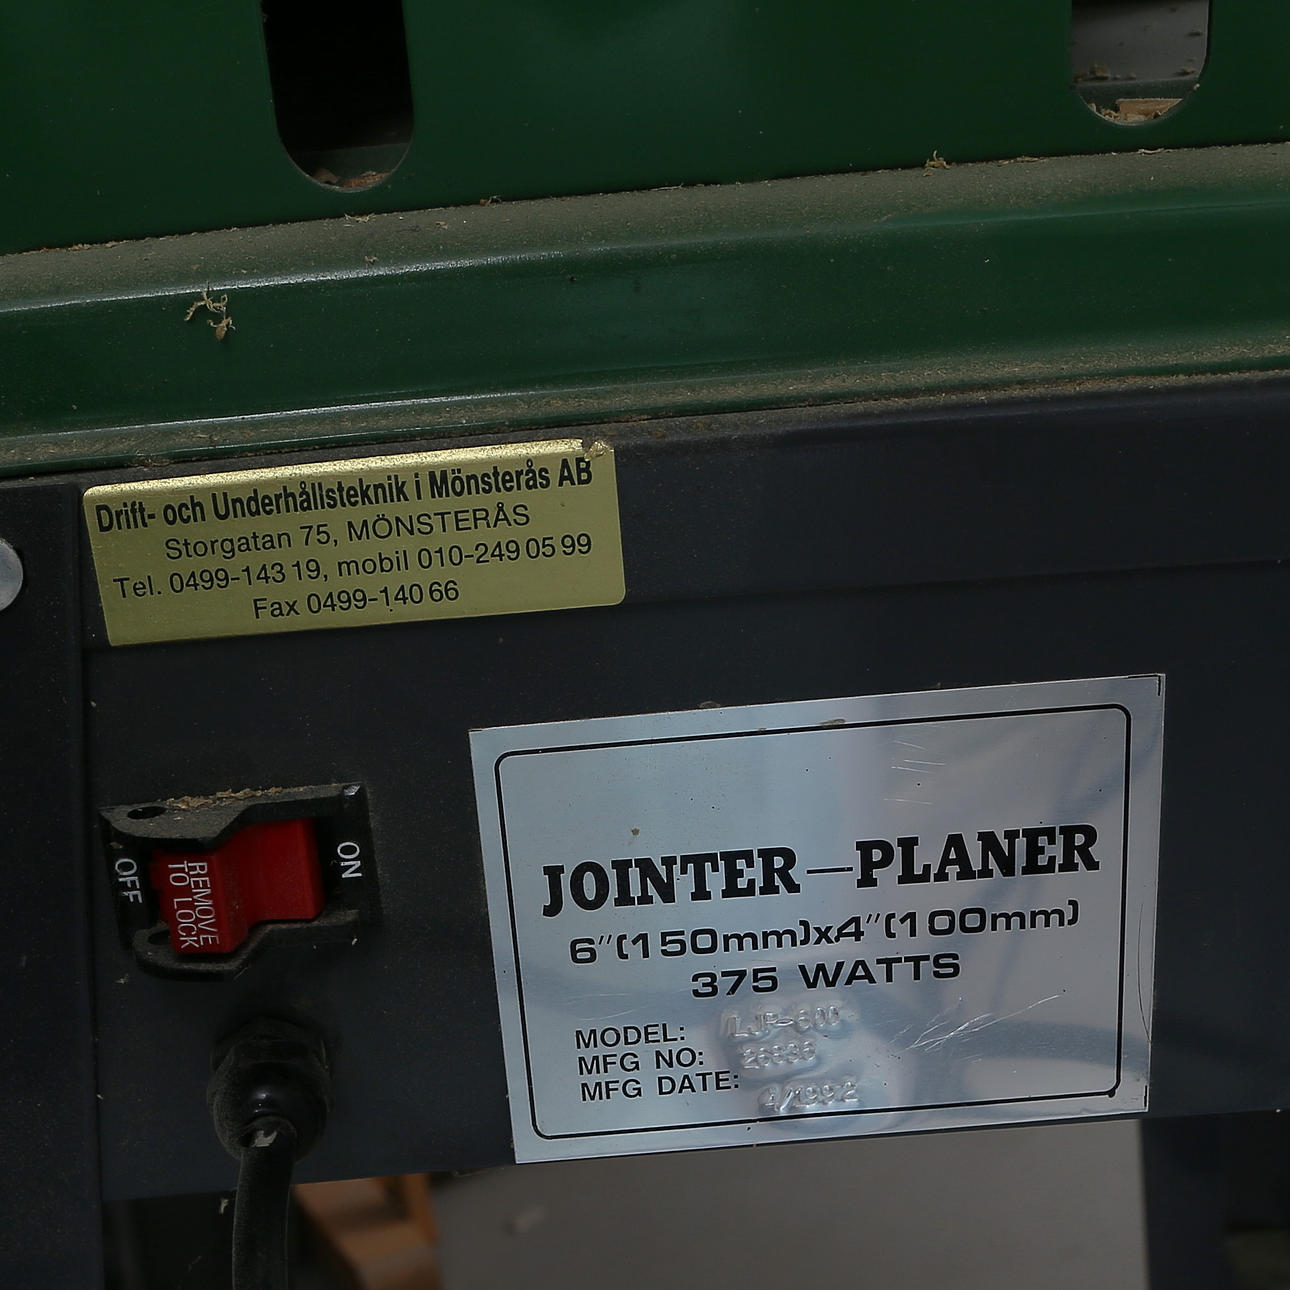 Drift- och Underhållsteknik i Mönsterås AB
Storgatan 75, MÖNSTERÅS
Tel. 0499-143 19, mobil 010-249 05 99
Fax 0499-140 66
OFF
REMOVE
TO LOCK
ON
JOINTER—PLANER
6"(150mm)x4"(100mm)
375 WATTS
MODEL:
MFG NO:
MFG DATE: 4/1992